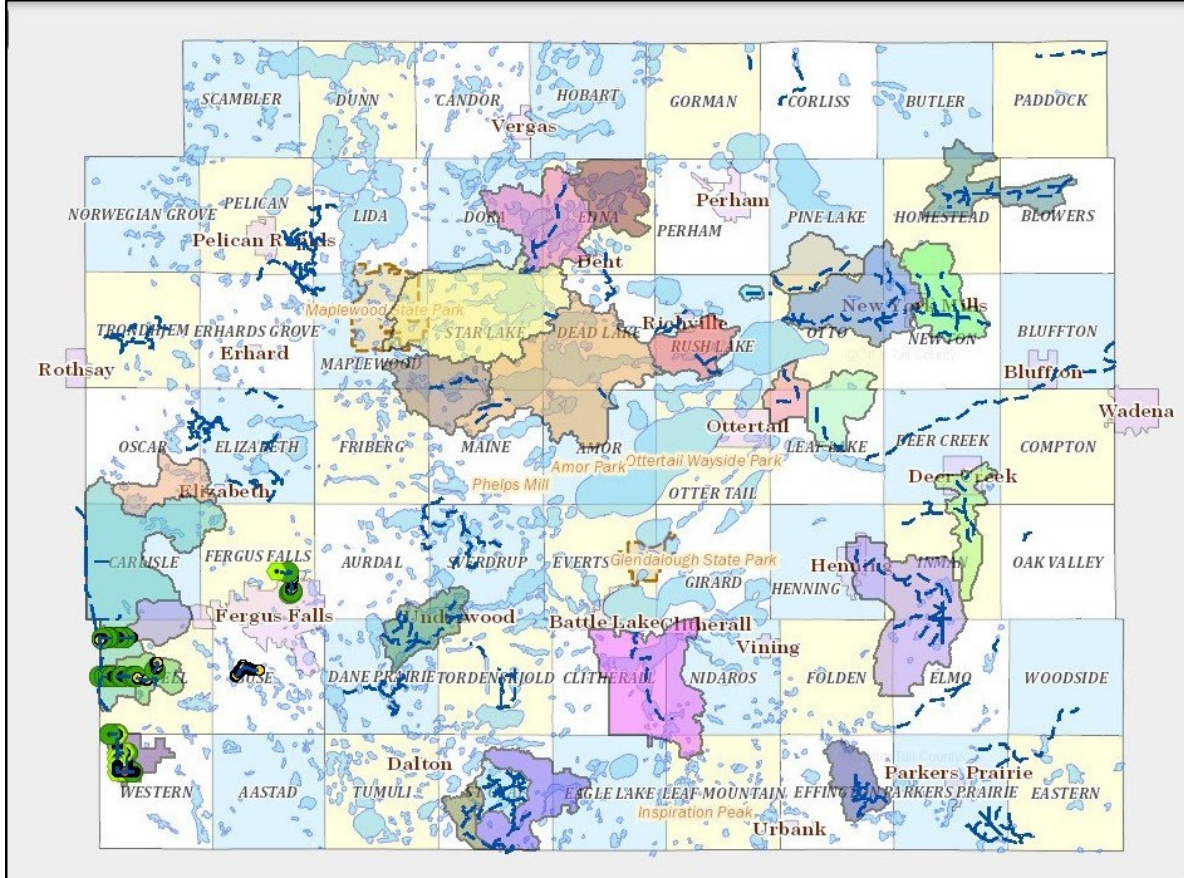 SCAMBLER
DUNN
CANDOR
HOBART
GORMAN
CORLISS
BUTLER
PADDOCK
Vergas
NORWEGIAN GROVE
PELICAN
LIDA
DORA
EDNA
PERHAM
Perham
PINE LAKE
HOMESTEAD
BLOWERS
Pelican Rapids
Dent
Maplewood State Park
New York Mills
TRONDHJEM
ERHARDS GROVE
STAR LAKE
DEAD LAKE
Richville
RUSH LAKE
OTTO
NEWTON
BLUFFTON
Rothsay
Erhard
MAPLEWOOD
Bluffton
Wadena
Ottertail
OSCAR
ELIZABETH
FRIBERG
MAINE
AMOR
LEAF LAKE
DEER CREEK
COMPTON
Amor Park
Ottertail Wayside Park
Elizabeth
Phelps Mill
OTTER TAIL
Deer Creek
CARLISLE
FERGUS FALLS
AURDAL
SVERDRUP
EVERTS
Glendalough State Park
GIRARD
HENNING
Henning
INMAN
OAK VALLEY
Fergus Falls
Underwood
Battle Lake
Clitherall
Vining
DANE PRAIRIE
TORDENSKJOLD
CLITHERALL
NIDAROS
FOLDEN
ELMO
WOODSIDE
Dalton
Parkers Prairie
WESTERN
AASTAD
TUMULI
EAGLE LAKE
LEAF MOUNTAIN
EFFINGTON
PARKERS PRAIRIE
EASTERN
Inspiration Peak
Urbank